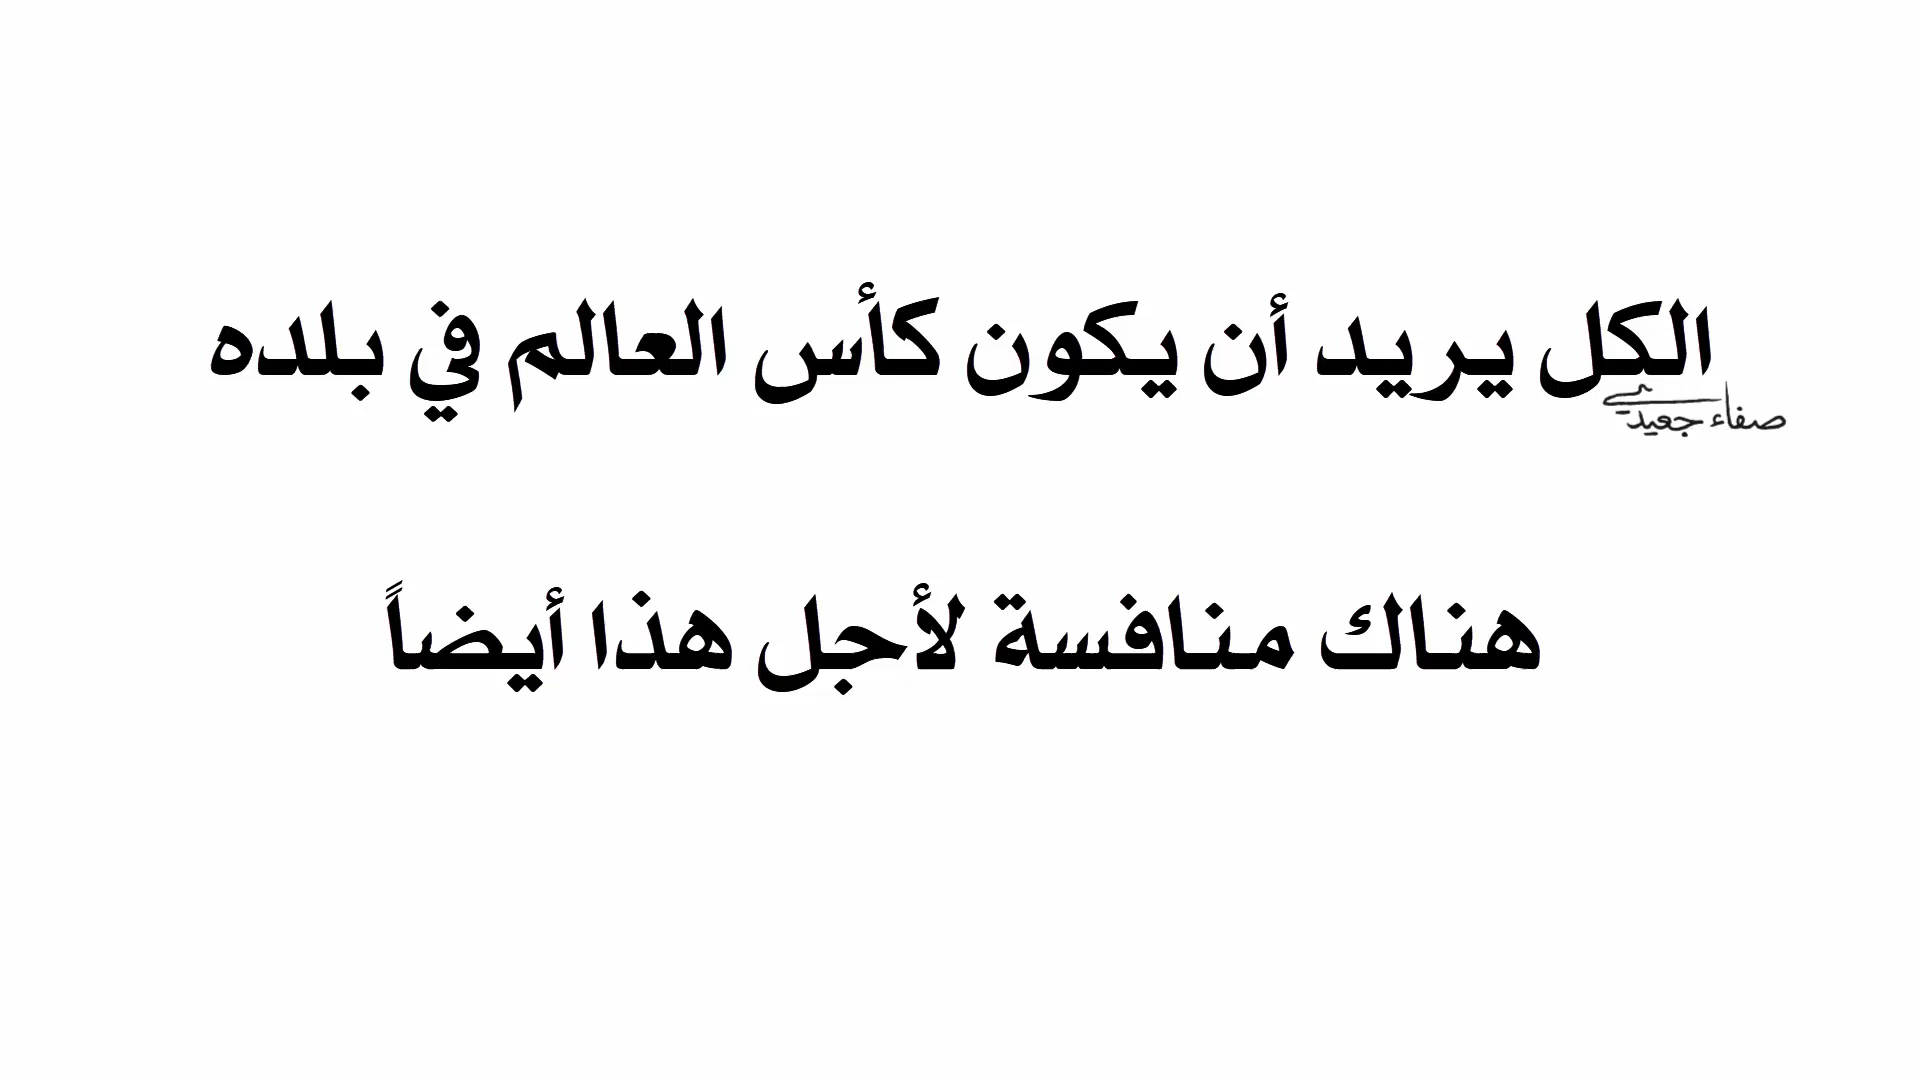 الكل يريد أن يكون كأس العالم في بلده
صفاء جعيدي
هناك منافسة لأجل هذا أيضاً